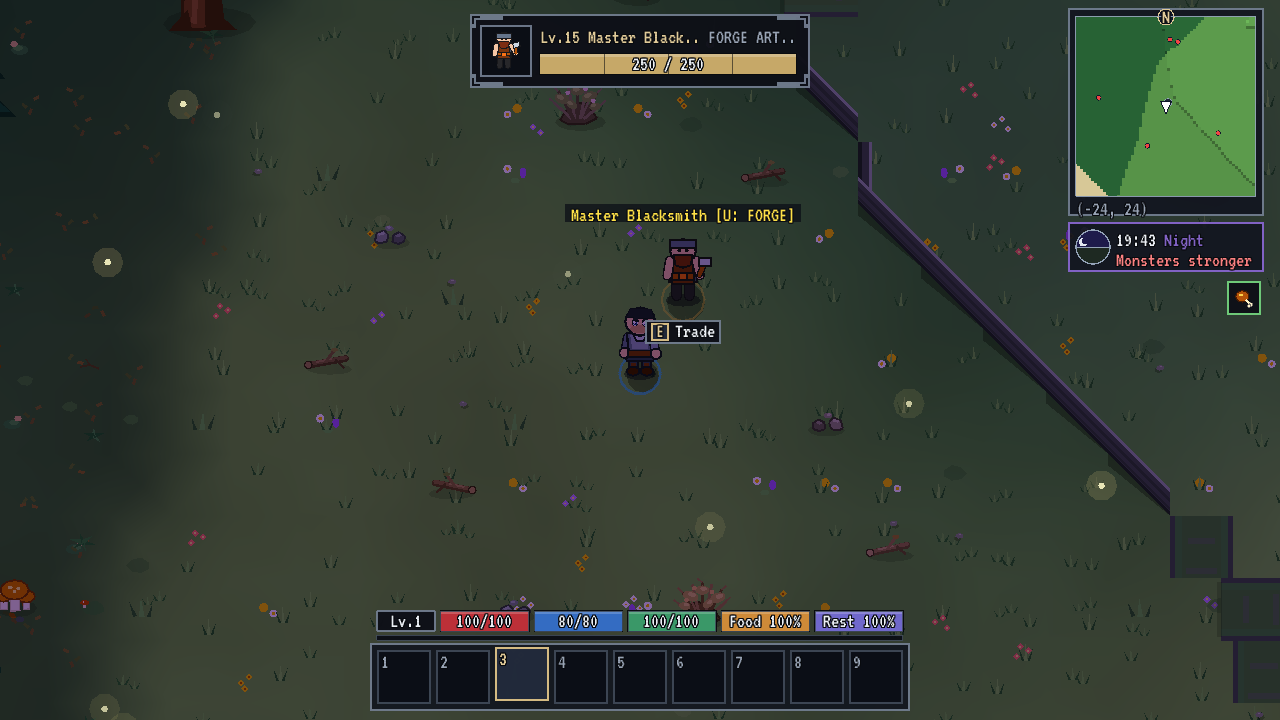 Lv.15 Master Black.. FORGE ART..
250 / 250
N
(-24, 24)
19:43 Night
Monsters stronger
Master Blacksmith [U: FORGE]
E Trade
Lv.1 100/100 80/80 100/100 Food 100% Rest 100%
1 2 3 4 5 6 7 8 9